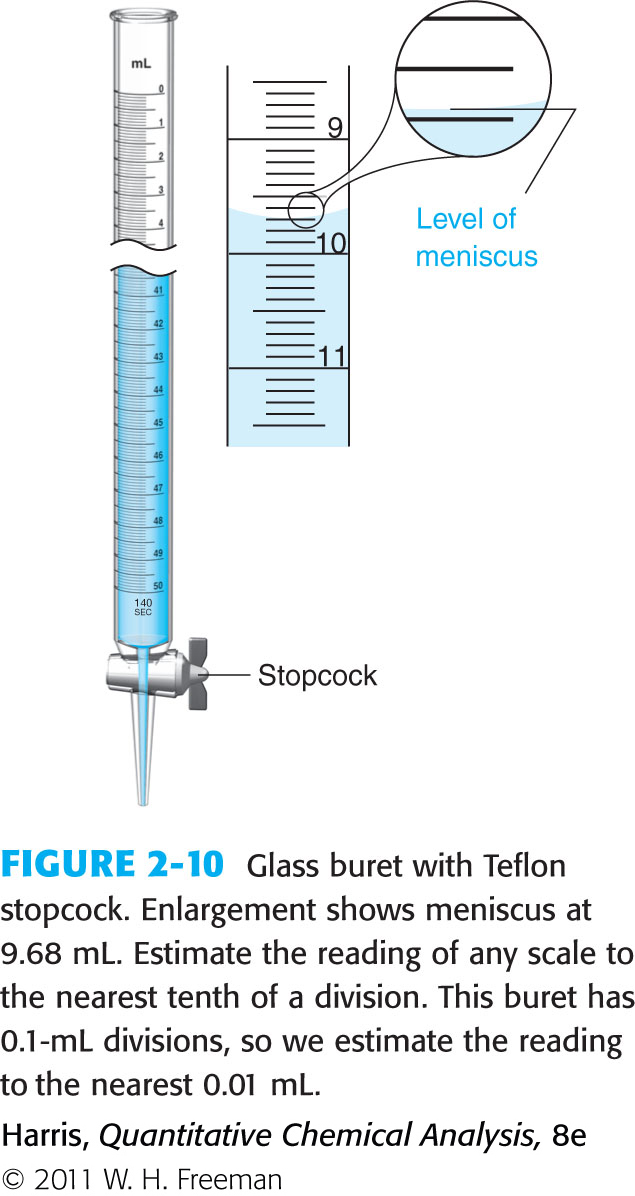 mL
0
1
2
3
4
41
42
43
44
45
46
47
48
49
50
140
SEC
9
10
11
Level of
meniscus
Stopcock
FIGURE 2-10 Glass buret with Teflon
stopcock. Enlargement shows meniscus at
9.68 mL. Estimate the reading of any scale to
the nearest tenth of a division. This buret has
0.1-mL divisions, so we estimate the reading
to the nearest 0.01 mL.
Harris, Quantitative Chemical Analysis, 8e
© 2011 W. H. Freeman